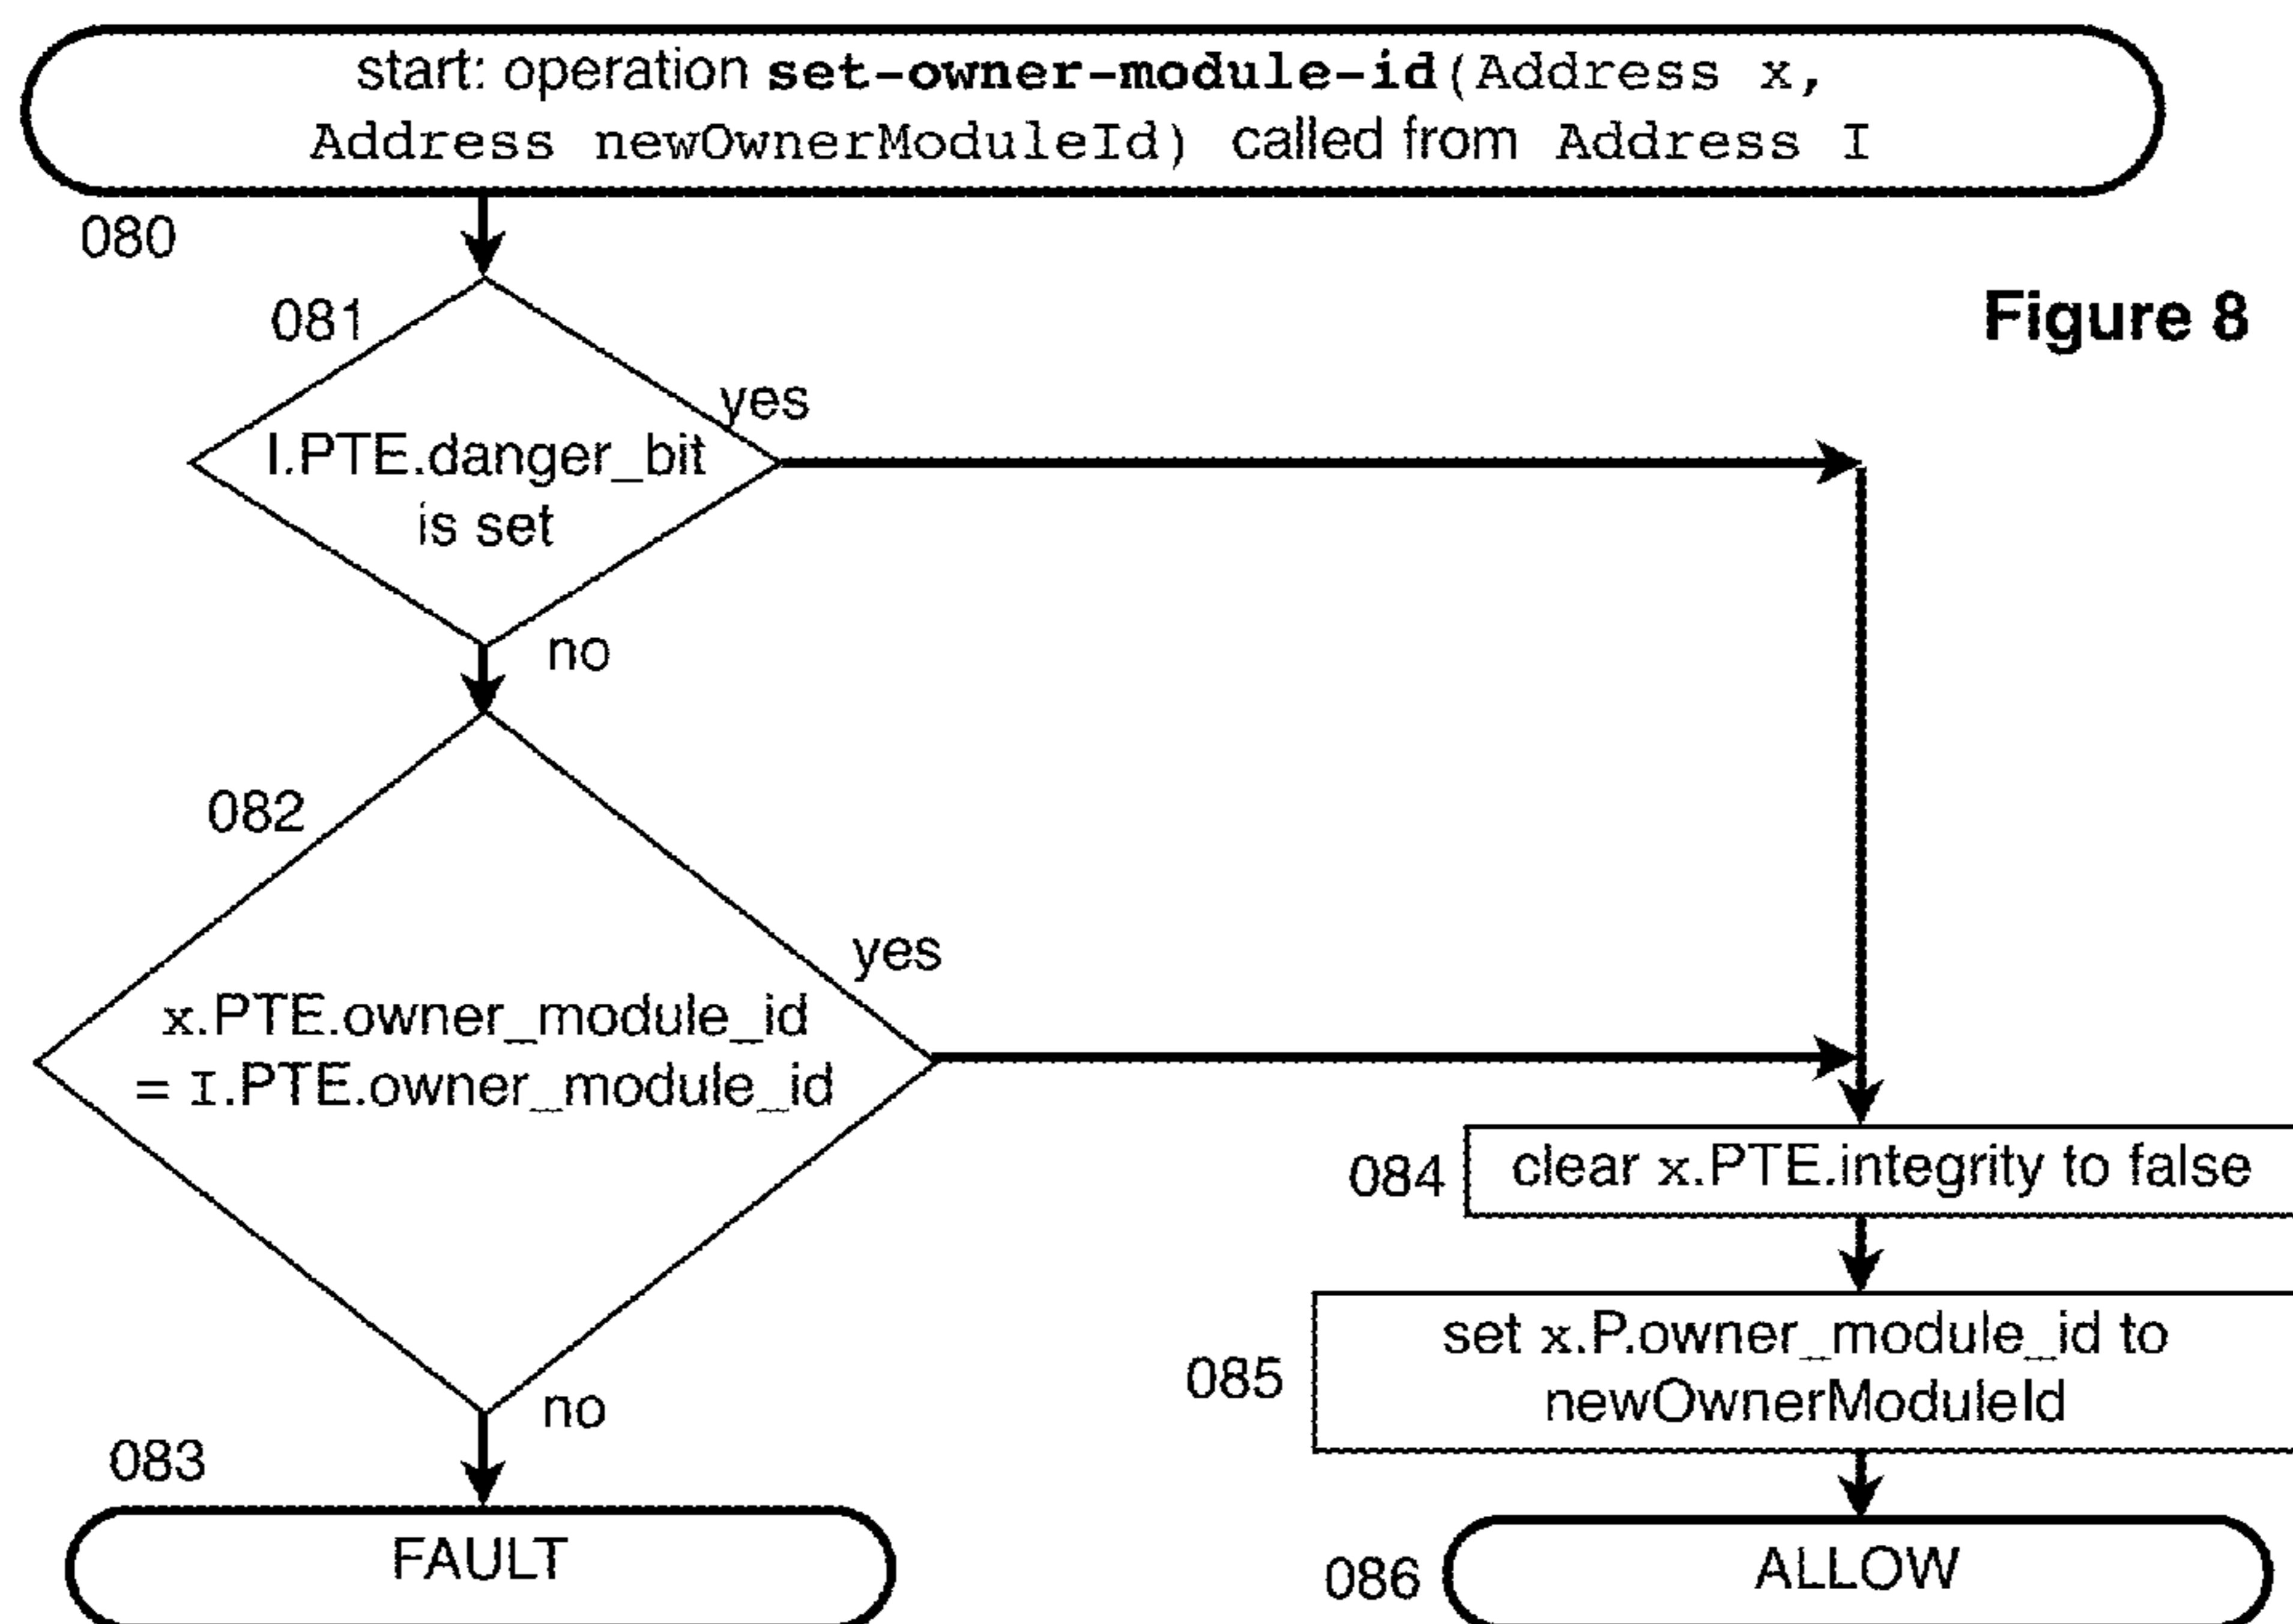 start: operation set-owner-module-id(Address x,
Address newOwnerModuleId) called from Address I
080
Figure 8
081
yes
I.PTE.danger_bit
is set
no
082
yes
x.PTE.owner_module_id
= I.PTE.owner_module_id
084
clear x.PTE.integrity to false
set x.P.owner_module_id to
085
newOwnerModuleId
no
083
FAULT
086
ALLOW